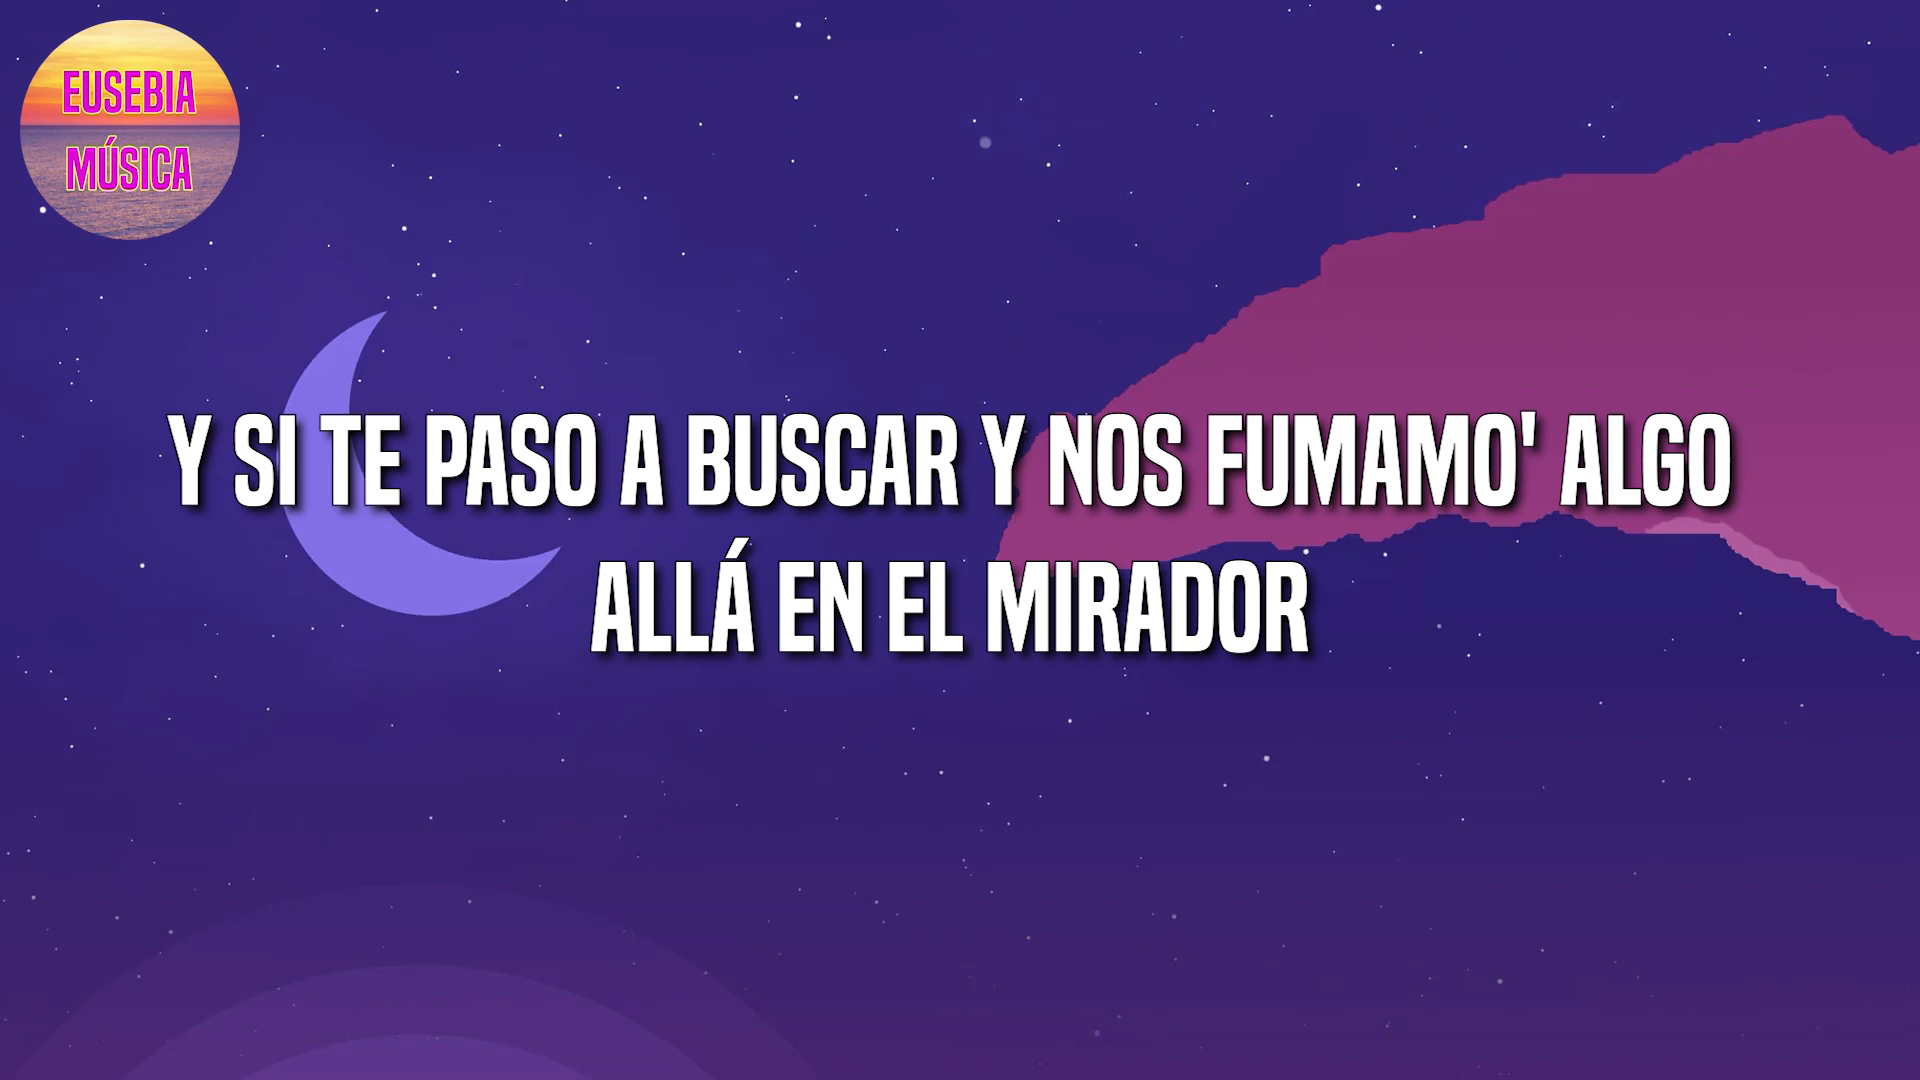 EUSEBIA
MÚSICA
Y SI TE PASO A BUSCAR Y NOS FUMAMO' ALGO
ALLÁ EN EL MIRADOR